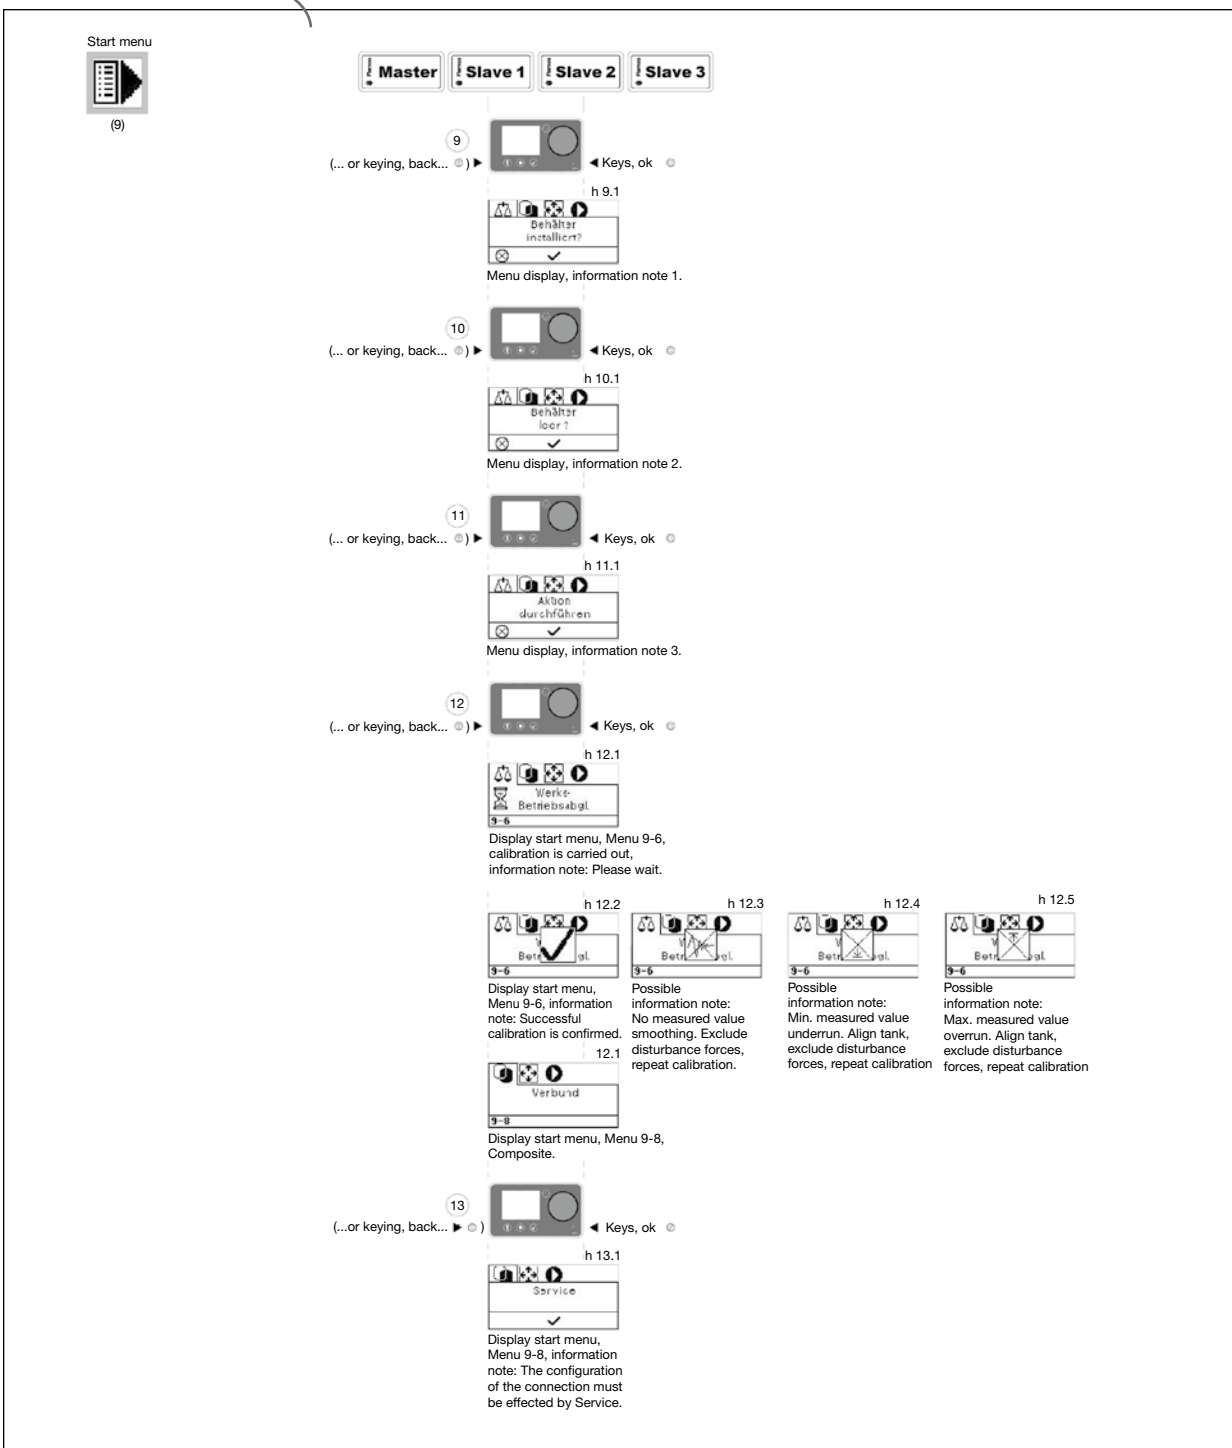 Start menu
(9)
Master
Slave 1
Slave 2
Slave 3
9
(... or keying, back... ) ▶
◀ Keys, ok
h 9.1
Behälter
installiert?
Menu display, information note 1.
10
(... or keying, back... ) ▶
◀ Keys, ok
h 10.1
Behälter
leer ?
Menu display, information note 2.
11
(... or keying, back... ) ▶
◀ Keys, ok
h 11.1
Aktion
durchführen
Menu display, information note 3.
12
(... or keying, back... ) ▶
◀ Keys, ok
h 12.1
Werks-
Betriebsabgl.
9-6
Display start menu, Menu 9-6,
calibration is carried out,
information note: Please wait.
h 12.2
Betr gl.
9-6
Display start menu,
Menu 9-6, information
note: Successful
calibration is confirmed.
h 12.3
Betr gl.
9-6
Possible
information note:
No measured value
smoothing. Exclude
disturbance forces,
repeat calibration.
h 12.4
Betr gl.
9-6
Possible
information note:
Min. measured value
underrun. Align tank,
exclude disturbance
forces, repeat calibration
h 12.5
Betr gl.
9-6
Possible
information note:
Max. measured value
overrun. Align tank,
exclude disturbance
forces, repeat calibration
12.1
Verbund
9-8
Display start menu, Menu 9-8,
Composite.
13
(...or keying, back... ▶ )
◀ Keys, ok
h 13.1
Service
Display start menu,
Menu 9-8, information
note: The configuration
of the connection must
be effected by Service.